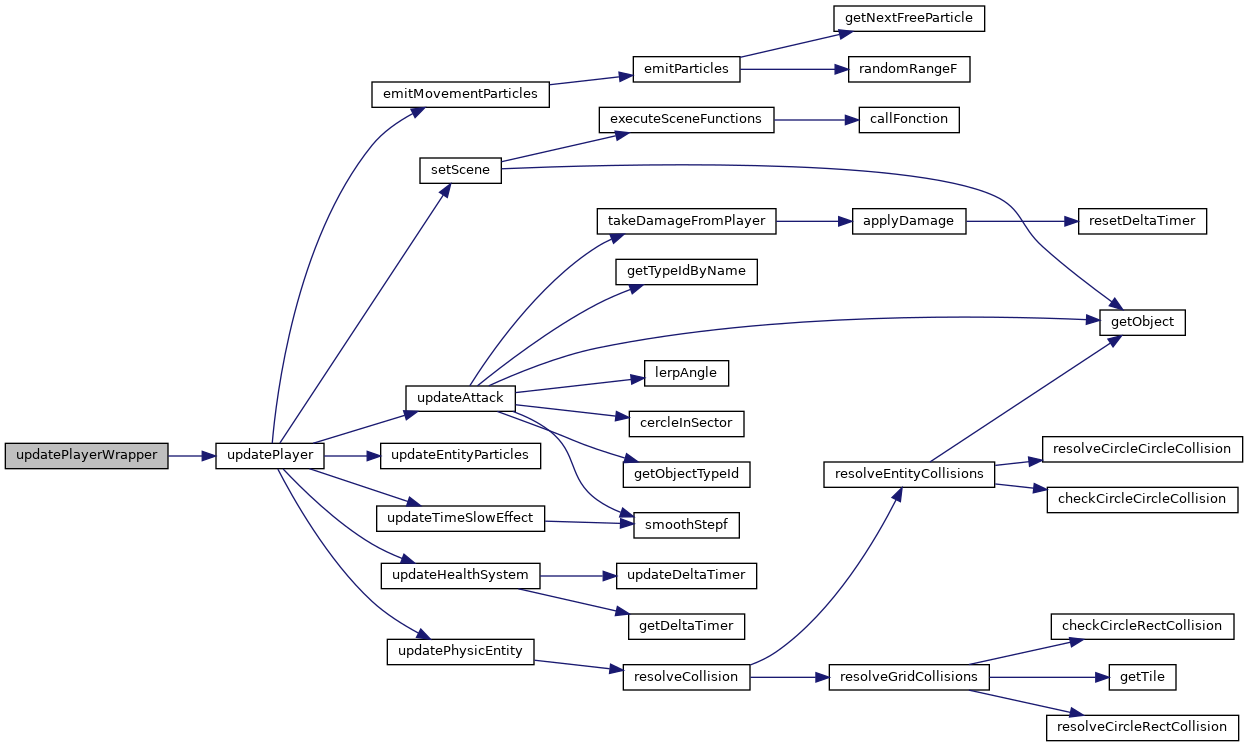 getNextFreeParticle
emitParticles
randomRangeF
emitMovementParticles
executeSceneFunctions
callFonction
setScene
takeDamageFromPlayer
applyDamage
resetDeltaTimer
getTypeIdByName
getObject
lerpAngle
updateAttack
cercleInSector
updatePlayerWrapper
updatePlayer
updateEntityParticles
getObjectTypeId
resolveEntityCollisions
resolveCircleCircleCollision
checkCircleCircleCollision
updateTimeSlowEffect
smoothStepf
updateHealthSystem
updateDeltaTimer
getDeltaTimer
checkCircleRectCollision
updatePhysicEntity
resolveCollision
resolveGridCollisions
getTile
resolveCircleRectCollision